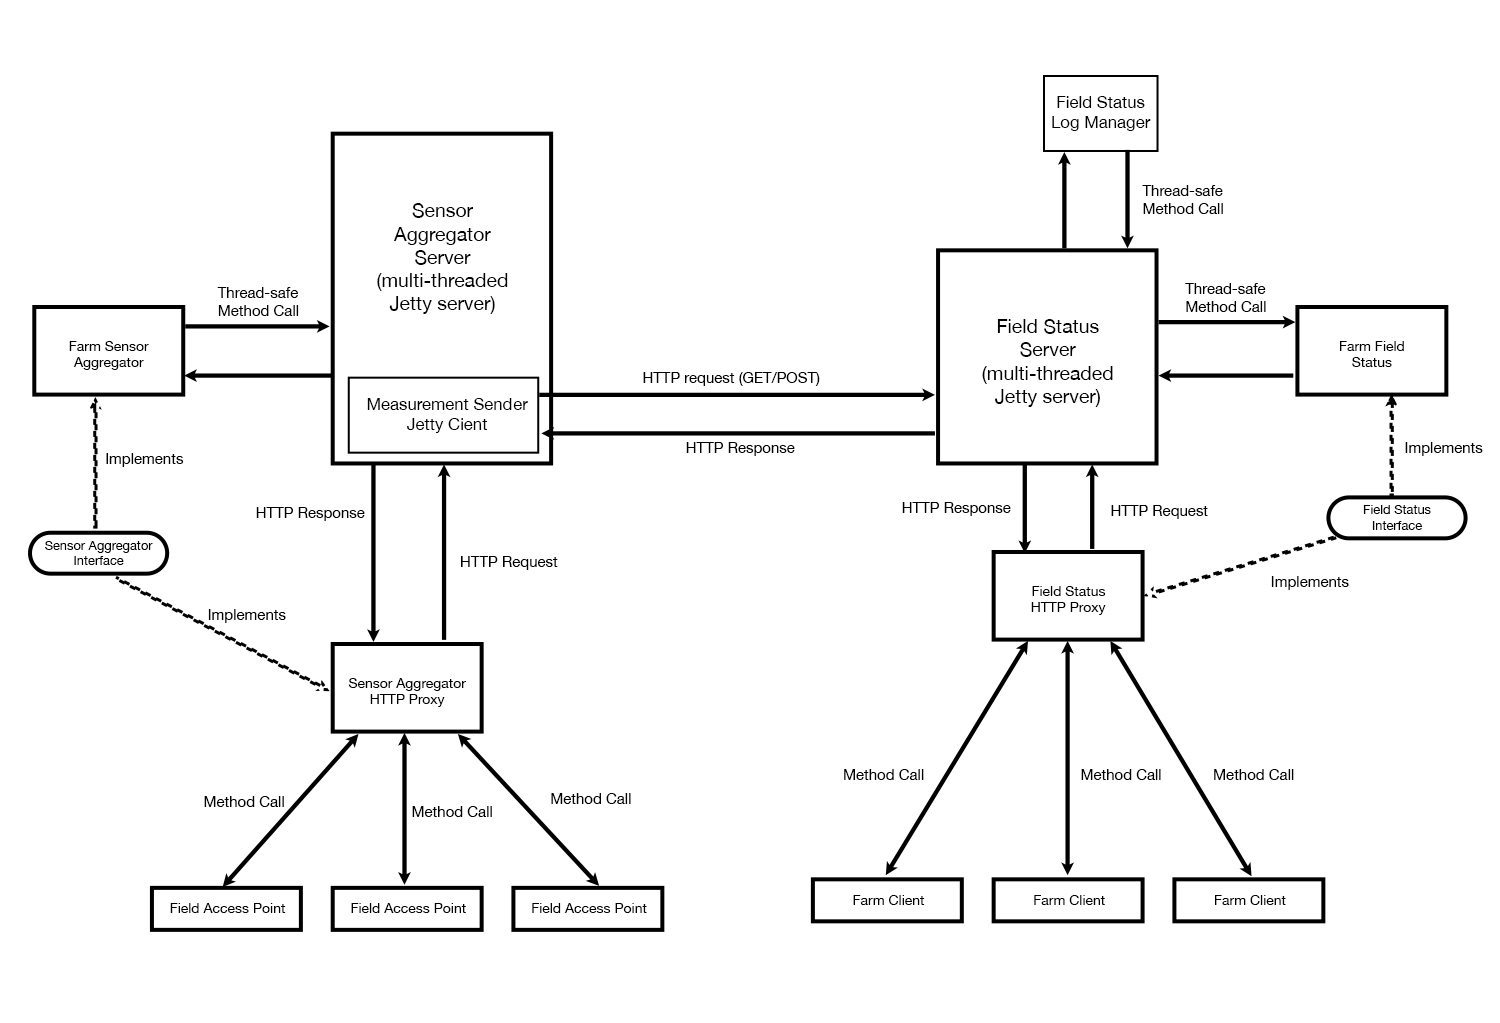 Field Status
Log Manager
Thread-safe
Method Call
Sensor
Aggregator
Server
(multi-threaded
Jetty server)
Thread-safe
Method Call
Farm Sensor
Aggregator
Measurement Sender
Jetty Cient
HTTP request (GET/POST)
HTTP Response
Field Status
Server
(multi-threaded
Jetty server)
Thread-safe
Method Call
Farm Field
Status
Implements
Sensor Aggregator
Interface
Implements
HTTP Response
HTTP Request
Sensor Aggregator
HTTP Proxy
Method Call
Method Call
Method Call
Field Access Point
Field Access Point
Field Access Point
HTTP Response
HTTP Request
Implements
Field Status
Interface
Implements
Field Status
HTTP Proxy
Method Call
Method Call
Method Call
Farm Client
Farm Client
Farm Client